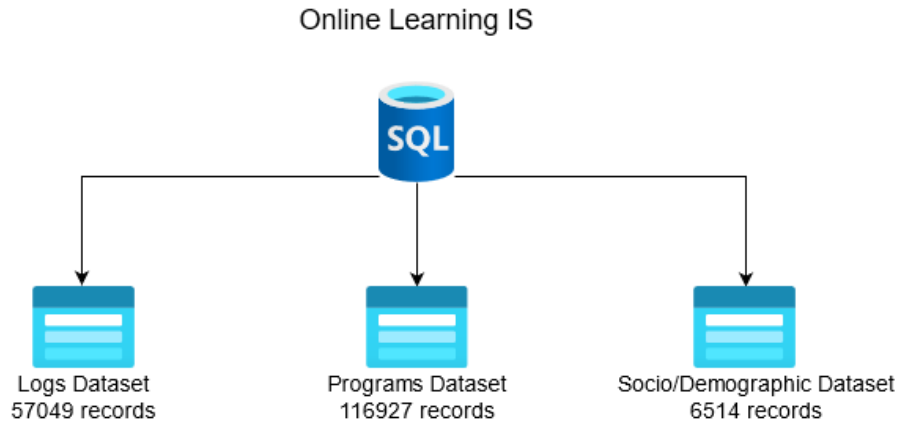 Online Learning IS
SQL
Logs Dataset
57049 records
Programs Dataset
116927 records
Socio/Demographic Dataset
6514 records